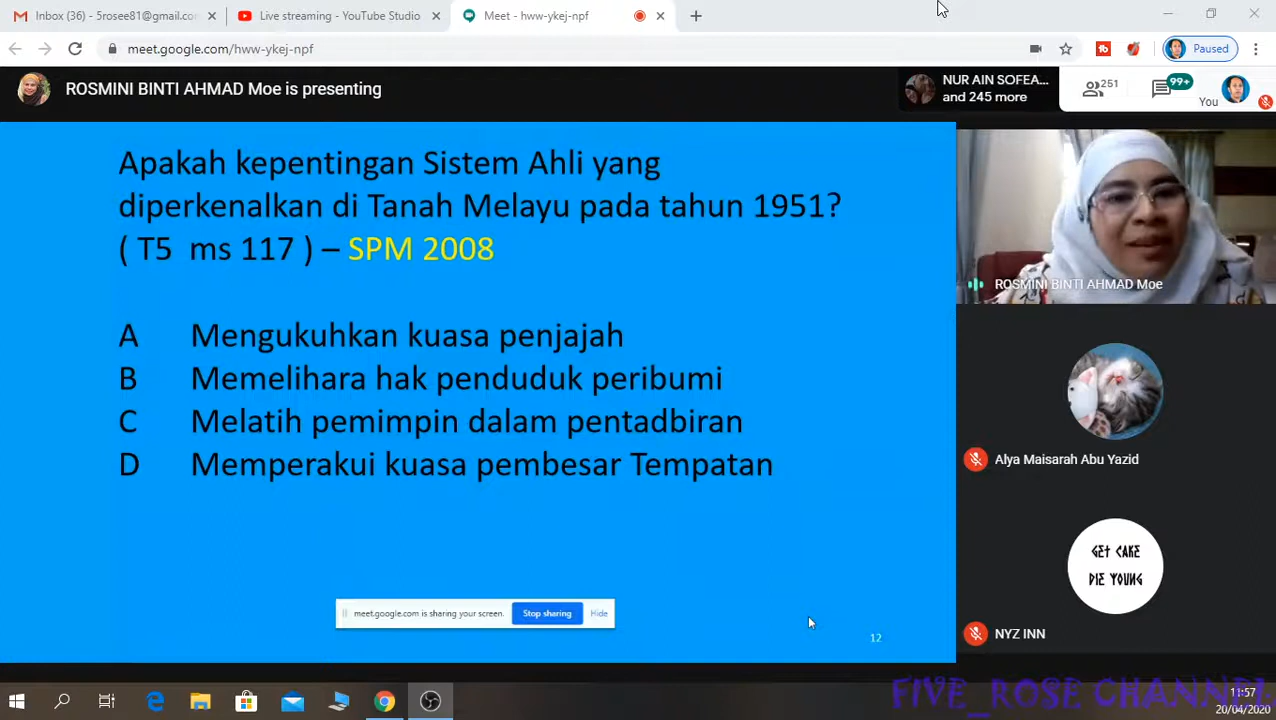 Inbox (36) - 5rosee81@gmail.co
Live streaming - YouTube Studio
Meet - hww-ykej-npf
meet.google.com/hww-ykej-npf
Paused
ROSMINI BINTI AHMAD Moe is presenting
NUR AIN SOFEA...
and 245 more
251
99+
You
Apakah kepentingan Sistem Ahli yang
diperkenalkan di Tanah Melayu pada tahun 1951?
( T5 ms 117 ) – SPM 2008
A Mengukuhkan kuasa penjajah
B Memelihara hak penduduk peribumi
C Melatih pemimpin dalam pentadbiran
D Memperakui kuasa pembesar Tempatan
ROSMINI BINTI AHMAD Moe
Alya Maisarah Abu Yazid
GET CAKE
DIE YOUNG
NYZ INN
meet.google.com is sharing your screen.
Stop sharing
Hide
12
FIVE_ROSE CHANNEL
11:57
20/04/2020